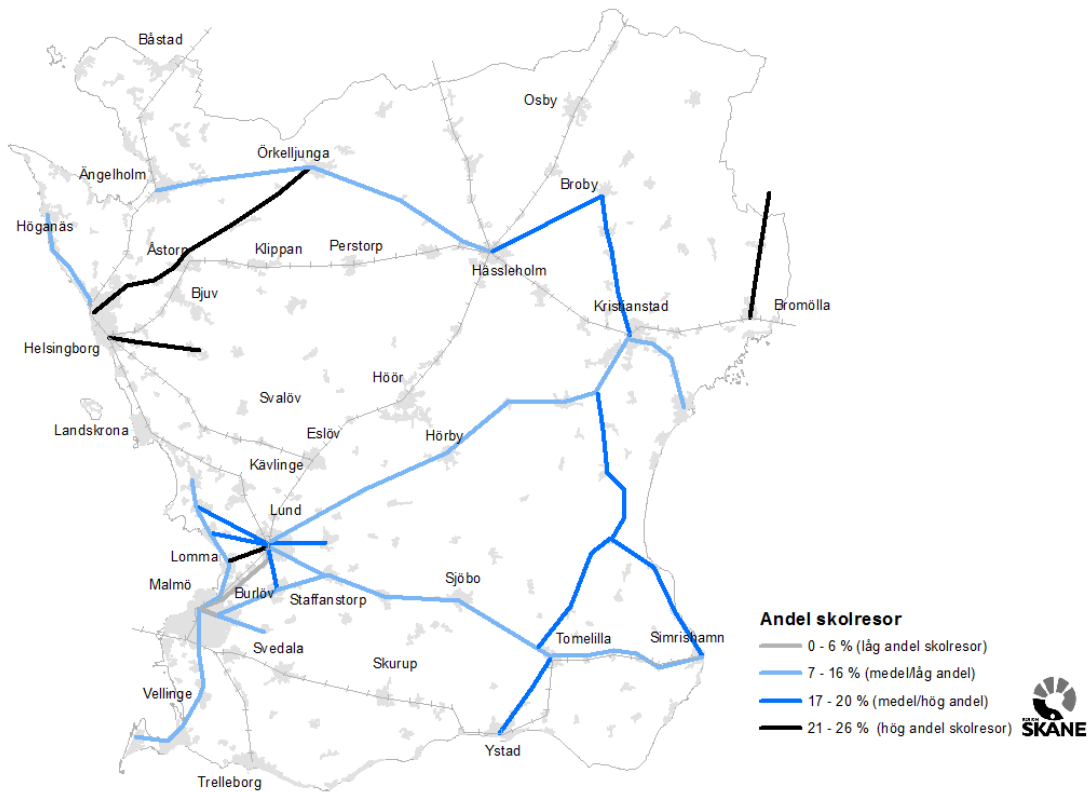 Båstad
Osby
Örkelljunga
Ängelholm
Broby
Höganäs
Åstorp
Klippan
Perstorp
Hässleholm
Bjuv
Kristianstad
Bromölla
Helsingborg
Höör
Svalöv
Landskrona
Eslöv
Hörby
Kävlinge
Lund
Lomma
Malmö
Burlöv
Staffanstorp
Sjöbo
Svedala
Tomelilla
Simrishamn
Skurup
Vellinge
Ystad
Trelleborg
Andel skolresor
0 - 6 % (låg andel skolresor)
7 - 16 % (medel/låg andel)
17 - 20 % (medel/hög andel)
21 - 26 % (hög andel skolresor)
REGION
SKÅNE